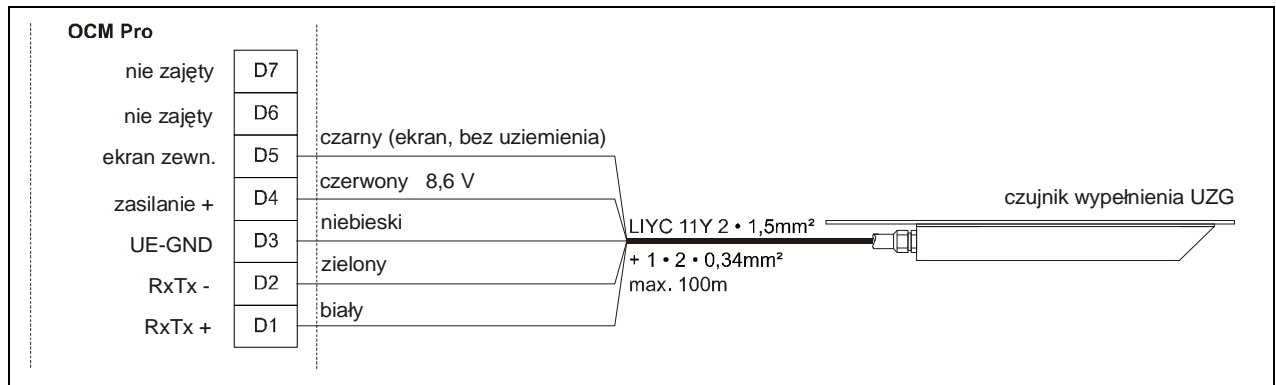 OCM Pro
nie zajęty D7
nie zajęty D6
ekran zewn. D5 czarny (ekran, bez uziemienia)
zasilanie + D4 czerwony 8,6 V
UE-GND D3 niebieski
RxTx - D2 zielony
RxTx + D1 biały
LIYC 11Y 2 • 1,5mm²
+ 1 • 2 • 0,34mm²
max. 100m
czujnik wypełnienia UZG